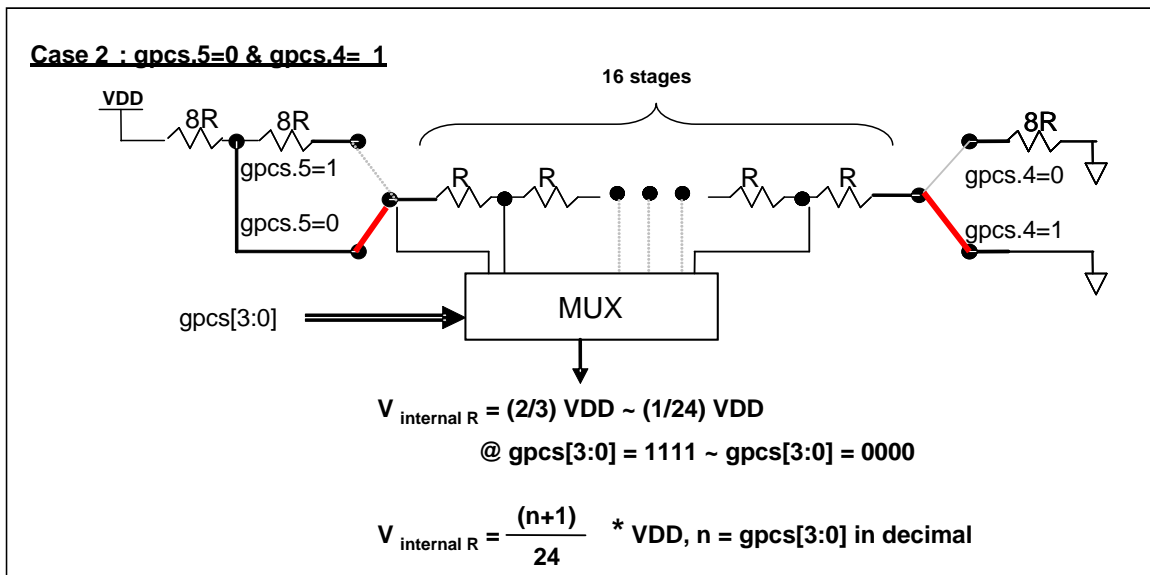 Case 2 : gpcs.5=0 & gpcs.4= 1
16 stages
VDD
8R 8R 8R
gpcs.5=1
R R R R
gpcs.4=0
gpcs.5=0
gpcs.4=1
MUX
gpcs[3:0]
V internal R = (2/3) VDD ~ (1/24) VDD
@ gpcs[3:0] = 1111 ~ gpcs[3:0] = 0000
V internal R = (n+1) / 24 * VDD, n = gpcs[3:0] in decimal